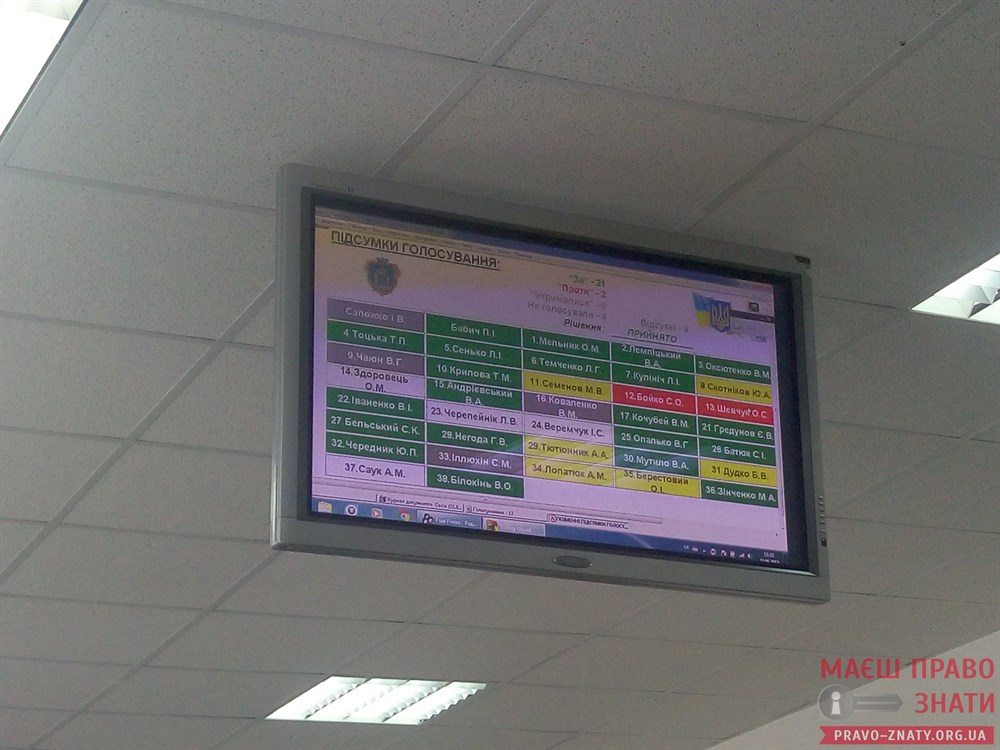 ПІДСУМКИ ГОЛОСУВАННЯ:
"За" - 21
"Проти" - 2
"Утрималися" - 6
Не голосували - 4
Відсутні - 4
Рішення: ПРИЙНЯТО
Сапожко І В. Бабич П.І. 1.Мельник О.М. 2.Лемпіцький В.А. 3.Оксютенко В.М.
4.Тоцька Т.П. 5.Сенько Л.І. 6.Темченко Л.Г. 7.Кулініч Л.І. 8.Скотніков Ю.А.
9.Чаюн В.Г. 10 Крилова Т.М. 11.Семенов М.В. 12.Бойко С.О. 13.Шевчук О.С
14.Здоровець О.М. 15.Андрієвський В.А. 16.Коваленко В.М. 17.Кочубей В.М. 21 Гредунов Є.В.
22.Іваненко В.І. 23.Черепейнік Л.В. 24.Веремчук І.С. 25.Опалько В.Г 26.Батюк С.І.
27.Бельський С.К. 28.Негода Г.В. 29.Тютюнник А.А. 30.Мутило В.А. 31.Дудко Б.В.
32.Чередник Ю.П. 33.Іллюхін С.М. 34.Лопатюк А.М. 35.Берестовий О.І. 36.Зінченко М.А.
37.Саук А.М. 38.Білокінь В.О.
МАЄШ ПРАВО
ЗНАТИ
PRAVO-ZNATY.ORG.UA